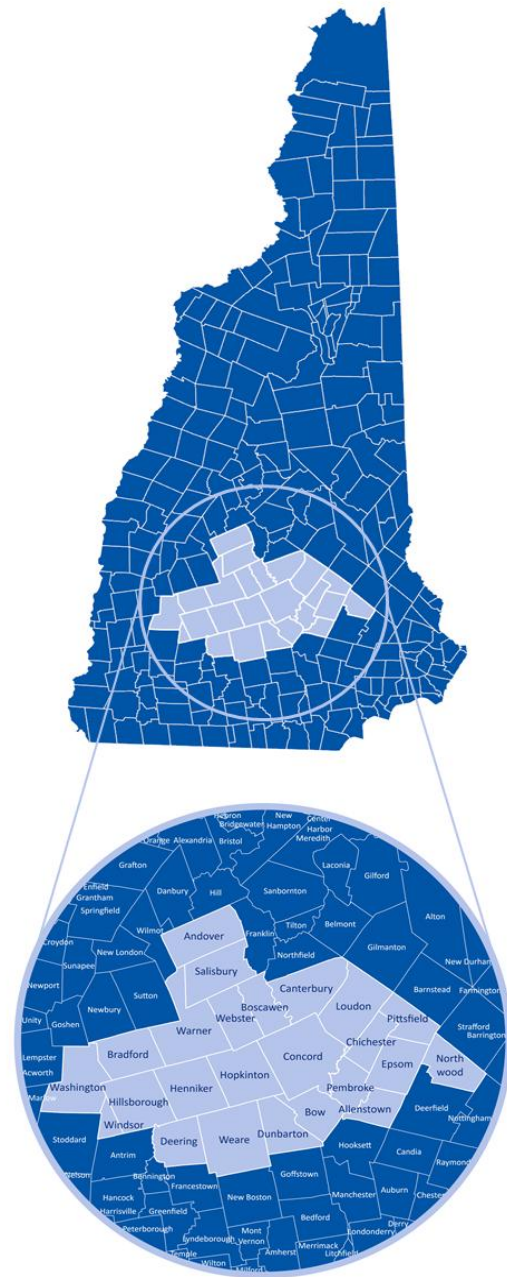 Hebron
Bridgewater
New
Hampton
Center
Harbor
Meredith
Orange
Alexandria
Bristol
Grafton
Laconia
Gilford
Danbury
Hill
Sanbornton
Enfield
Grantham
Springfield
Alton
Wilmot
Franklin
Tilton
Belmont
Andover
Croydon
New London
Northfield
Gilmanton
Sunapee
New Durham
Salisbury
Newport
Canterbury
Barnstead
Farmington
Sutton
Newbury
Boscawen
Loudon
Webster
Pittsfield
Unity
Goshen
Warner
Strafford
Barrington
Chichester
Lempster
Bradford
Concord
Acworth
Epsom
North
wood
Hopkinton
Washington
Henniker
Pembroke
Marlow
Hillsborough
Bow
Allenstown
Deerfield
Windsor
Nottingham
Dunbarton
Stoddard
Deering
Weare
Hooksett
Antrim
Candia
Raymond
Nelson
Bennington
Goffstown
Francestown
Hancock
New Boston
Manchester
Auburn
Chester
Harrisville
Greenfield
Bedford
Peterborough
Derry
Londonderry
Lyndeborough
Mont
Vernon
Merrimack
Temple
Amherst
Litchfield
Wilton
Milford